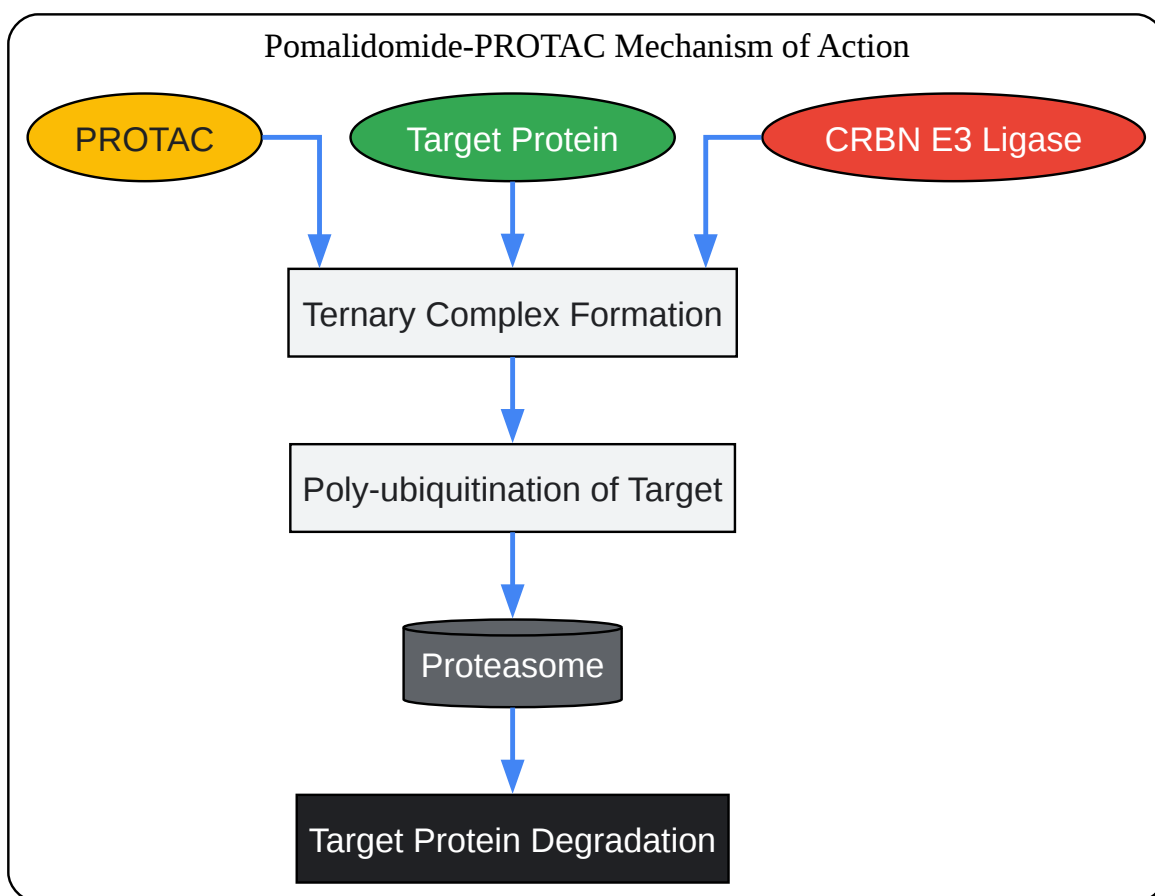 Pomalidomide-PROTAC Mechanism of Action
PROTAC
Target Protein
CRBN E3 Ligase
Ternary Complex Formation
Poly-ubiquitination of Target
Proteasome
Target Protein Degradation